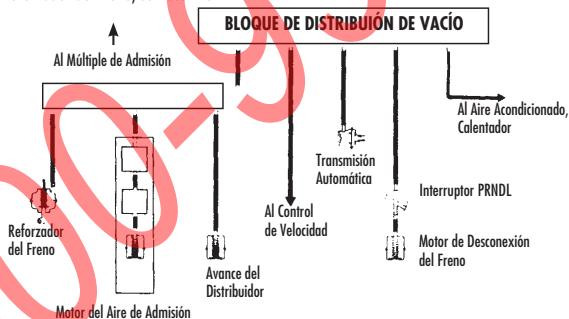 BLOQUE DE DISTRIBUIÓN DE VACÍO
Al Múltiple de Admisión
Al Aire Acondicionado,
Calentador
Transmisión
Automática
Interruptor PRNDL
Al Control
de Velocidad
Reforzador
del Freno
Motor de Desconexión
del Freno
Avance del
Distribuidor
Motor del Aire de Admisión